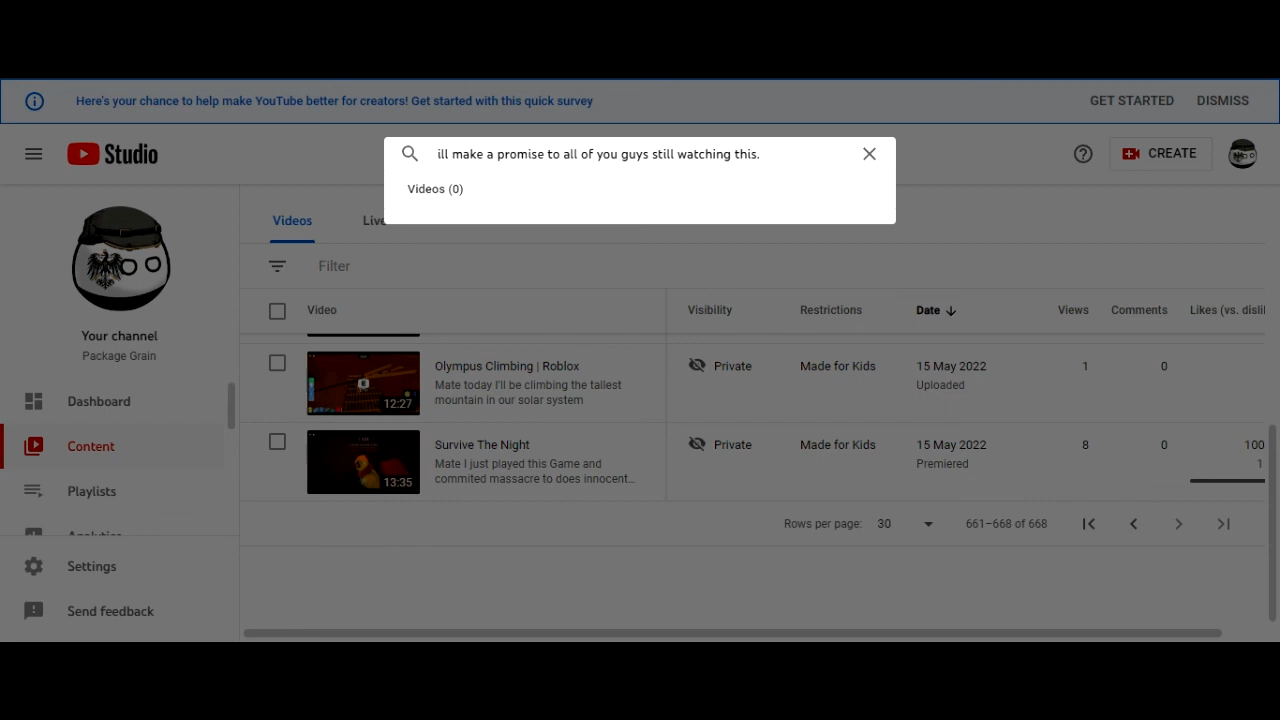 Here's your chance to help make YouTube better for creators! Get started with this quick survey
GET STARTED
DISMISS
Studio
ill make a promise to all of you guys still watching this.
CREATE
Videos (0)
Videos
Live
Filter
Video
Visibility
Restrictions
Date
Views
Comments
Likes (vs. dislik
Your channel
Package Grain
Dashboard
Content
Playlists
Analytics
Settings
Send feedback
Olympus Climbing | Roblox
Mate today I'll be climbing the tallest
mountain in our solar system
12:27
Private
Made for Kids
15 May 2022
Uploaded
1
0
Survive The Night
Mate I just played this Game and
commited massacre to does innocent...
13:35
Private
Made for Kids
15 May 2022
Premiered
8
0
100
1
Rows per page:
30
661–668 of 668